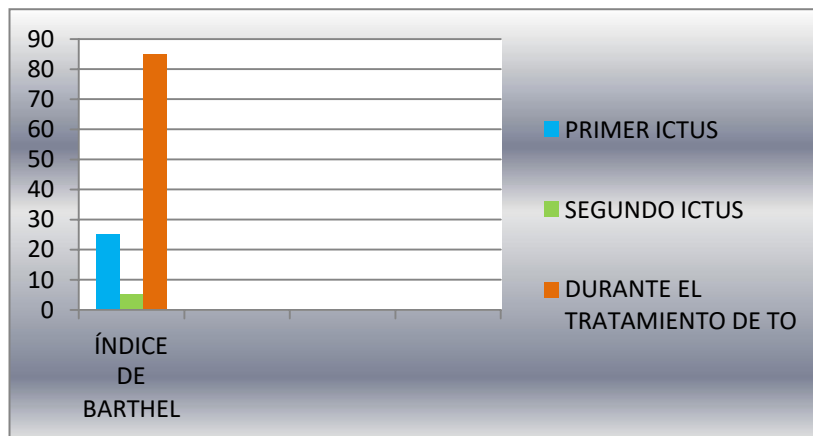 90
80
70
60
50
40
30
20
10
0
ÍNDICE
DE
BARTHEL
PRIMER ICTUS
SEGUNDO ICTUS
DURANTE EL
TRATAMIENTO DE TO